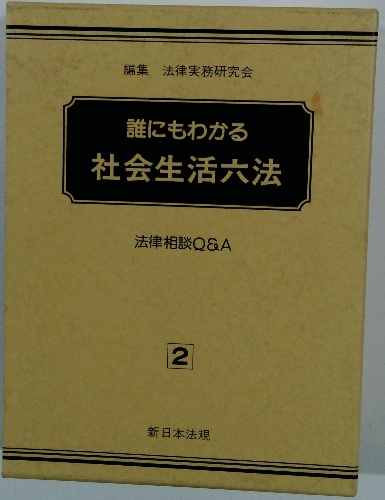 編集 法律実務研究会
誰にもわかる
社会生活六法
法律相談Q&A
2
新日本法規